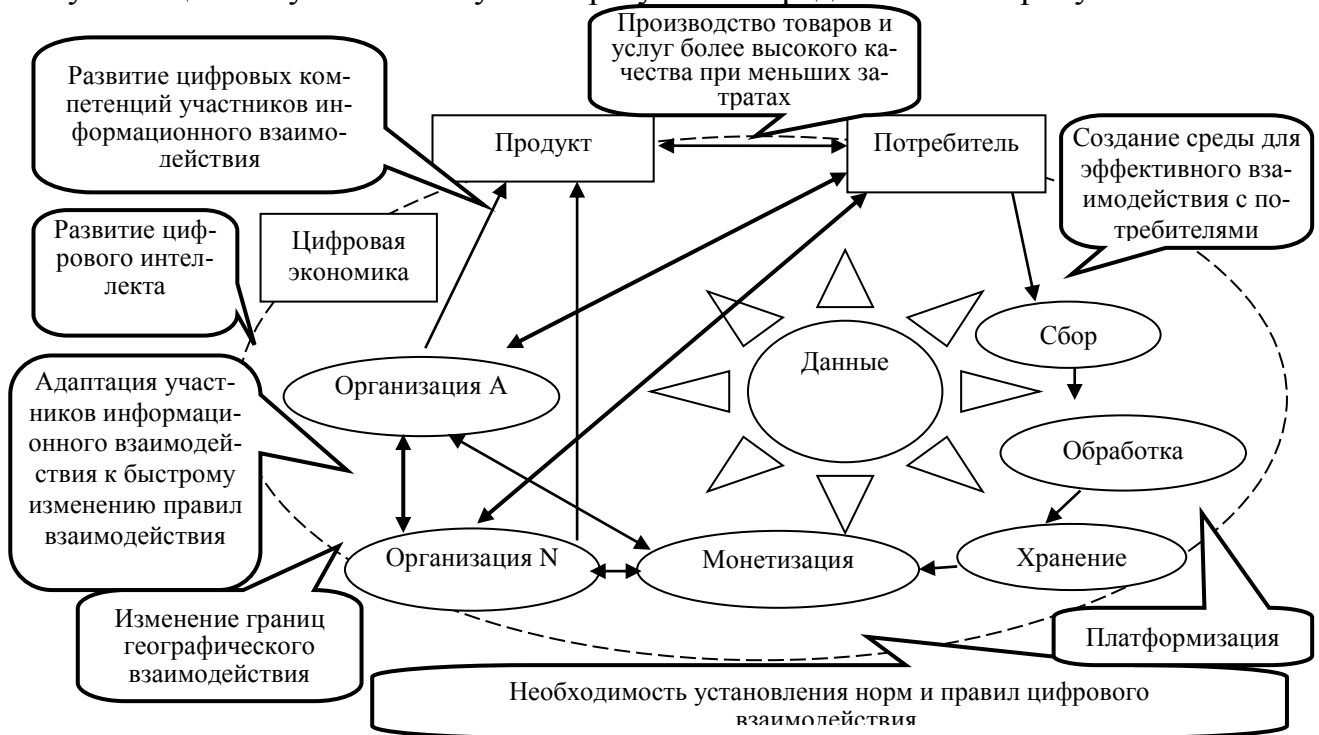 Производство товаров и
услуг более высокого ка-
чества при меньших за-
тратах
Развитие цифровых ком-
петенций участников ин-
формационного взаимо-
действия
Продукт
Потребитель
Создание среды для
эффективного вза-
имодействия с по-
требителями
Развитие циф-
рового интел-
лекта
Цифровая
экономика
Данные
Сбор
Организация А
Адаптация участ-
ников информаци-
онного взаимодей-
ствия к быстрому
изменению правил
взаимодействия
Обработка
Организация N
Монетизация
Хранение
Изменение границ
географического
взаимодействия
Платформизация
Необходимость установления норм и правил цифрового
взаимодействия